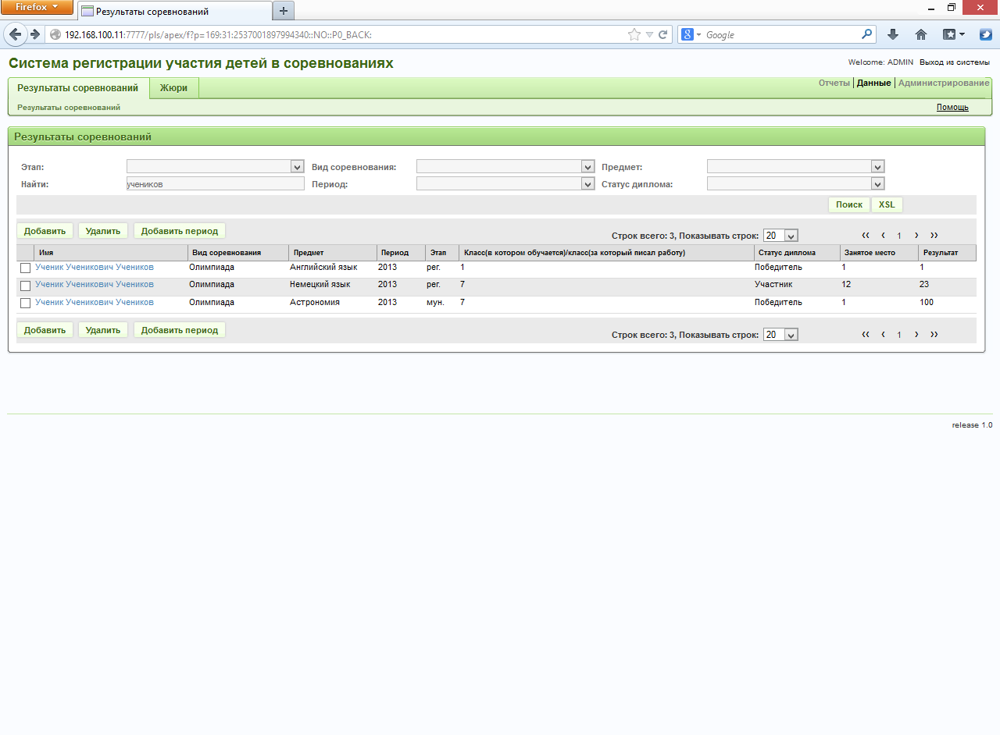 Firefox
Результаты соревнований
192.168.100.11:7777/pls/apex/f?p=169:31:2537001897994340::NO::P0_BACK:
Google
Система регистрации участия детей в соревнованиях
Welcome: ADMIN Выход из системы
Результаты соревнований Жюри
Отчеты Данные Администрирование
Результаты соревнований
Помощь
Результаты соревнований
Этап: Вид соревнования: Предмет:
Найти: учеников Период: Статус диплома:
Поиск XSL
Добавить Удалить Добавить период
Строк всего: 3, Показывать строк: 20 1
Имя Вид соревнования Предмет Период Этап Класс(в котором обучается)/класс(за который писал работу) Статус диплома Занятое место Результат
Ученик Ученикович Учеников Олимпиада Английский язык 2013 рег. 1 Победитель 1 1
Ученик Ученикович Учеников Олимпиада Немецкий язык 2013 рег. 7 Участник 12 23
Ученик Ученикович Учеников Олимпиада Астрономия 2013 мун. 7 Победитель 1 100
Добавить Удалить Добавить период
Строк всего: 3, Показывать строк: 20 1
release 1.0